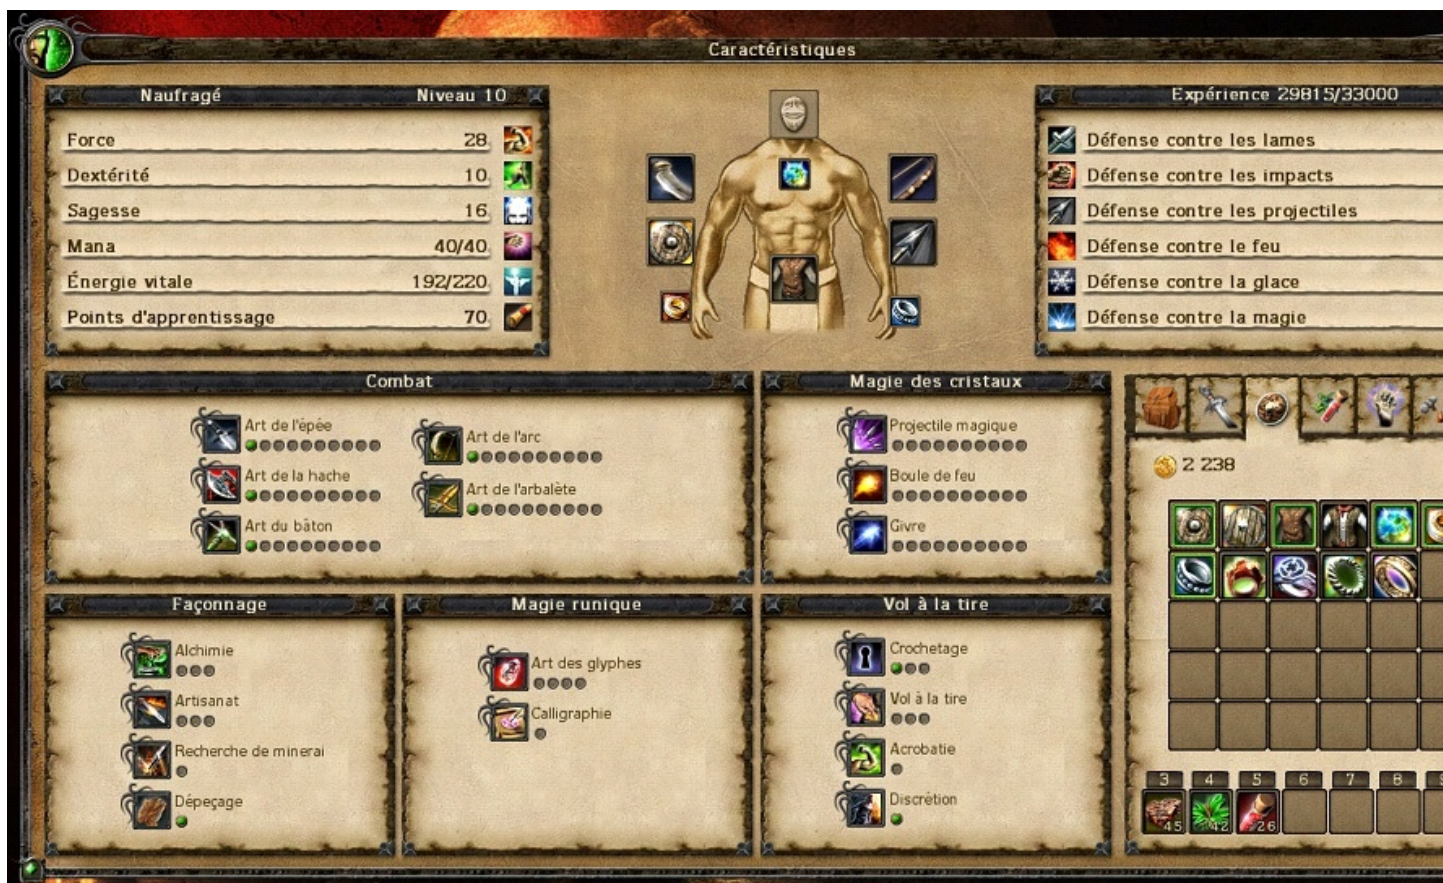 Caractéristiques
Naufragé Niveau 10
Force 28
Dextérité 10
Sagesse 16
Mana 40/40
Énergie vitale 192/220
Points d'apprentissage 70
Expérience 29815/33000
Défense contre les lames
Défense contre les impacts
Défense contre les projectiles
Défense contre le feu
Défense contre la glace
Défense contre la magie
Combat
Art de l'épée
Art de la hache
Art du bâton
Art de l'arc
Art de l'arbalète
Magie des cristaux
Projectile magique
Boule de feu
Givre
2 238
Façonnage
Alchimie
Artisanat
Recherche de minerai
Dépeçage
Magie runique
Art des glyphes
Calligraphie
Vol à la tire
Crochetage
Vol à la tire
Acrobatie
Discrétion
3 4 5 6 7 8
45 42 26